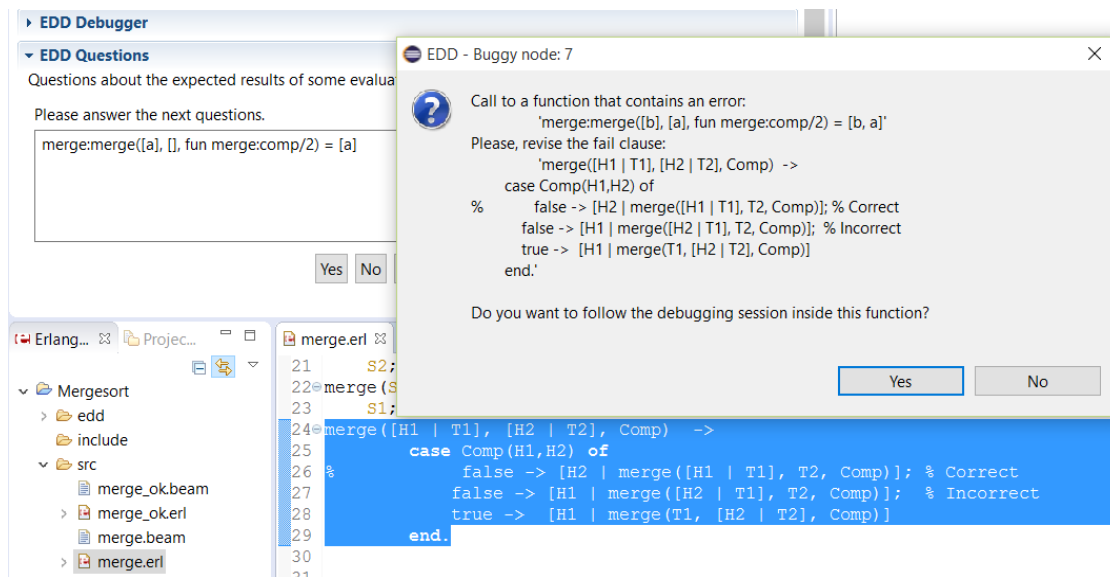 EDD Debugger
EDD Questions
Questions about the expected results of some evalua
Please answer the next questions.
merge:merge([a], [], fun merge:comp/2) = [a]
Yes No
EDD - Buggy node: 7
Call to a function that contains an error:
'merge:merge([b], [a], fun merge:comp/2) = [b, a]'
Please, revise the fail clause:
'merge([H1 | T1], [H2 | T2], Comp) ->
case Comp(H1,H2) of
% false -> [H2 | merge([H1 | T1], T2, Comp)]; % Correct
false -> [H1 | merge([H2 | T1], T2, Comp)]; % Incorrect
true -> [H1 | merge(T1, [H2 | T2], Comp)]
end.'
Do you want to follow the debugging session inside this function?
Yes No
Erlang... Projec...
Mergesort
edd
include
src
merge_ok.beam
merge_ok.erl
merge.beam
merge.erl
merge.erl
21 S2;
22 merge(S
23 S1;
24 merge([H1 | T1], [H2 | T2], Comp) ->
25 case Comp(H1,H2) of
26 % false -> [H2 | merge([H1 | T1], T2, Comp)]; % Correct
27 false -> [H1 | merge([H2 | T1], T2, Comp)]; % Incorrect
28 true -> [H1 | merge(T1, [H2 | T2], Comp)]
29 end.
30
31